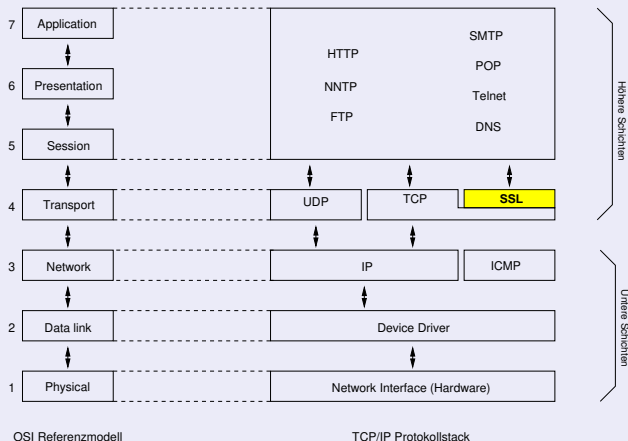 7 Application
6 Presentation
5 Session
4 Transport
3 Network
2 Data link
1 Physical
OSI Referenzmodell
HTTP
NNTP
FTP
SMTP
POP
Telnet
DNS
UDP
TCP
SSL
IP
ICMP
Device Driver
Network Interface (Hardware)
TCP/IP Protokollstack
Höhere Schichten
Untere Schichten